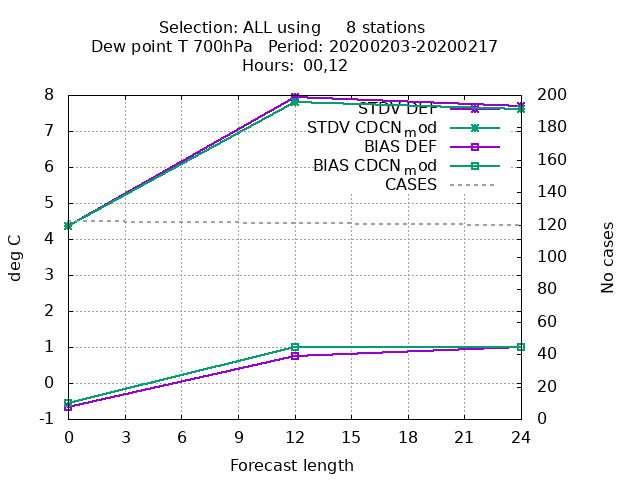 Selection: ALL using 8 stations
Dew point T 700hPa Period: 20200203-20200217
Hours: 00,12
8 200
STDV DEF
7 STDV CDCNmod 180
BIAS DEF
6 BIAS CDCNmod 160
CASES
5 140
4 120
3 100
2 80
1 60
0 40
-1 20
0
deg C
No cases
0 3 6 9 12 15 18 21 24
Forecast length